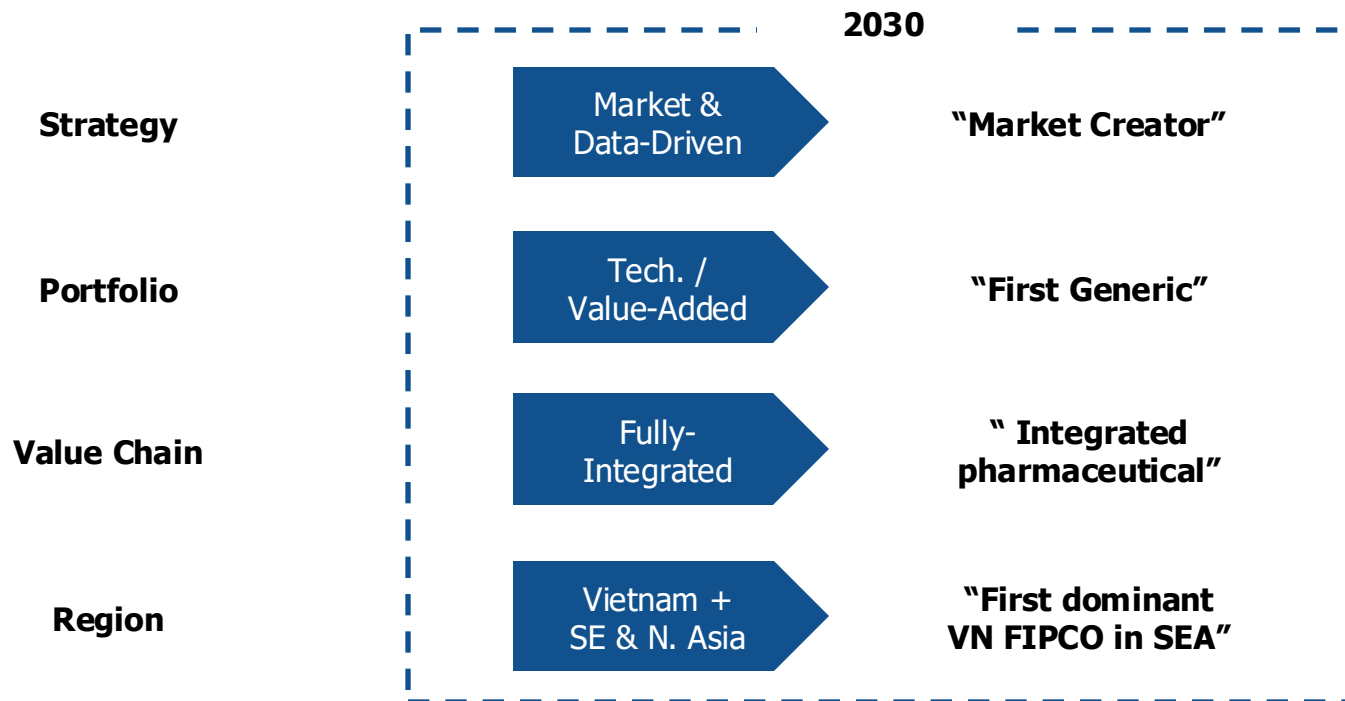 2030
Strategy
Market &
Data-Driven
“Market Creator”
Portfolio
Tech. /
Value-Added
“First Generic”
Value Chain
Fully-
Integrated
“ Integrated
pharmaceutical”
Region
Vietnam +
SE & N. Asia
“First dominant
VN FIPCO in SEA”